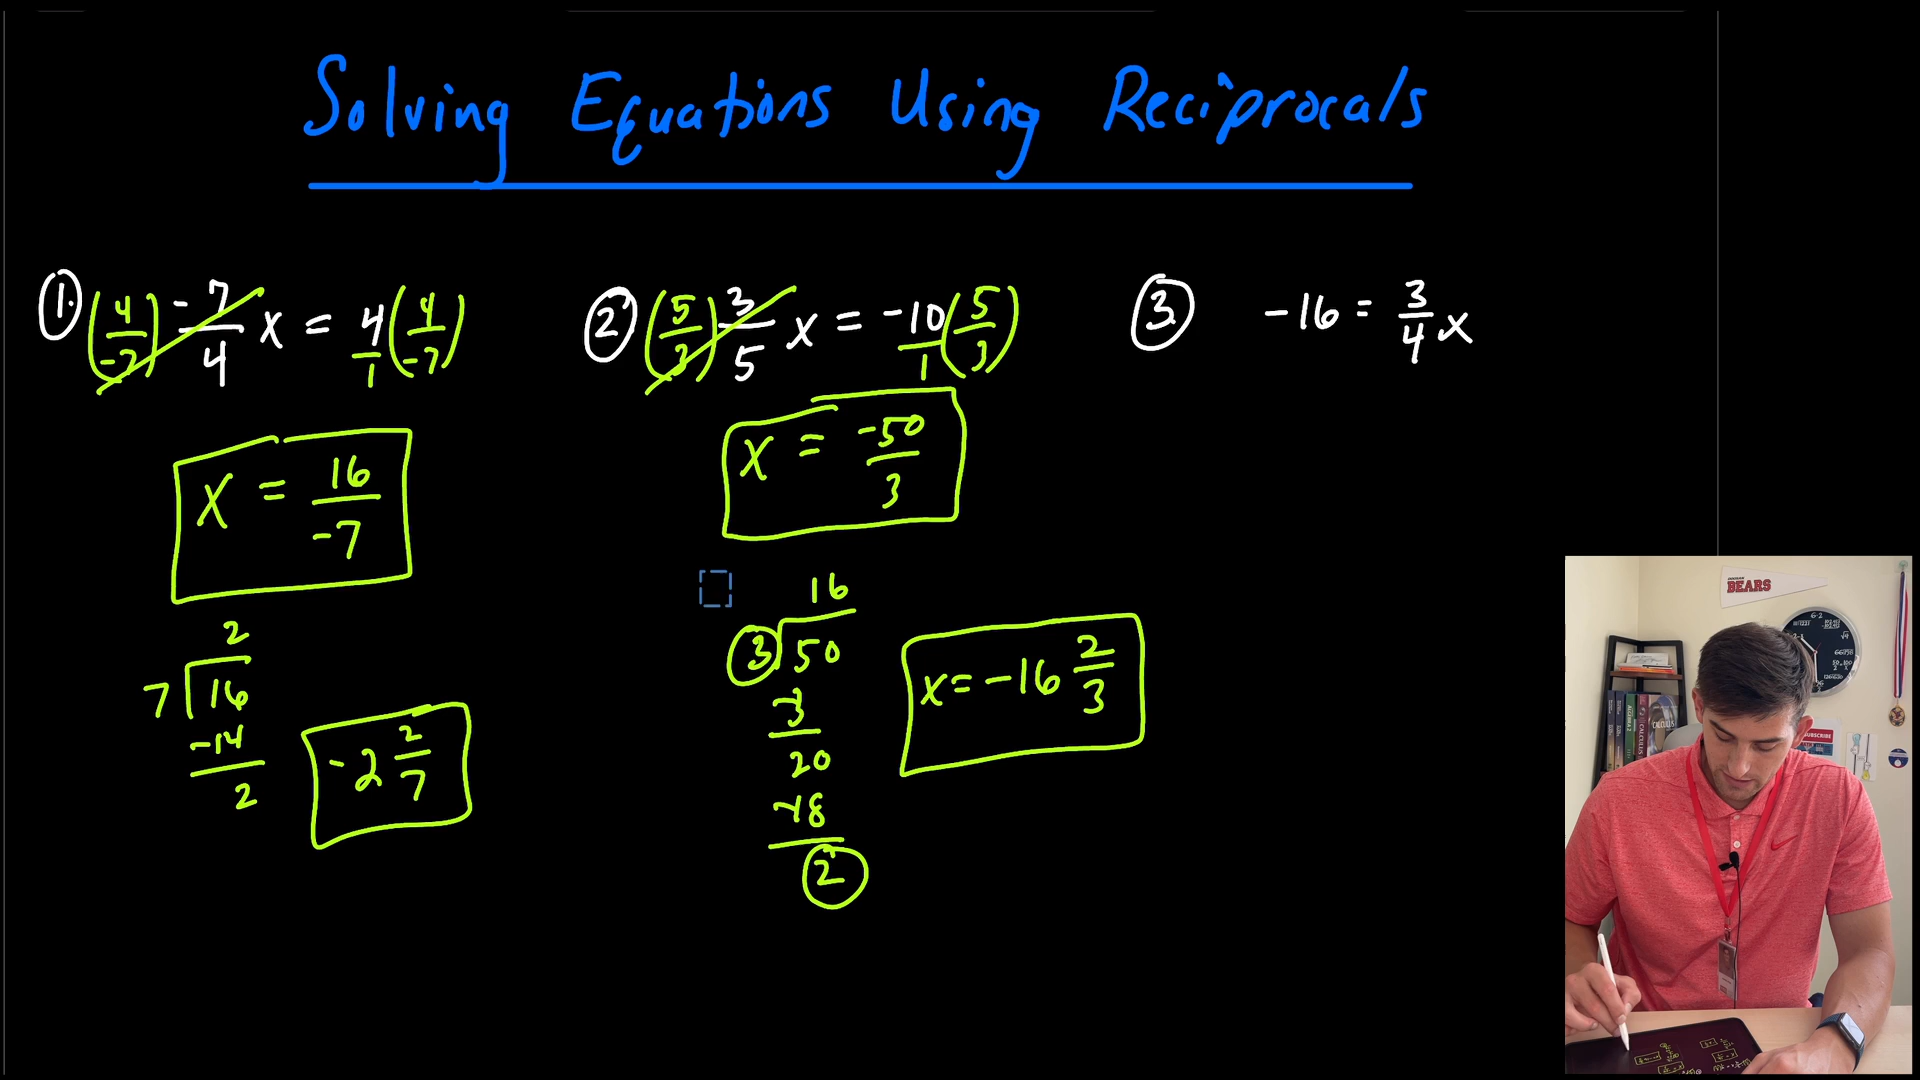 Solving Equations Using Reciprocals
1. (4/-7) -7/4 x = 4/1 (4/-7)
x = 16/-7
2
7 16
-14
2
-2 2/7
2. (5/3) 3/5 x = -10/1 (5/3)
x = -50/3
16
3 50
-3
20
-18
2
x = -16 2/3
3. -16 = 3/4 x
BEARS
CALCULUS
SUBSCRIBE